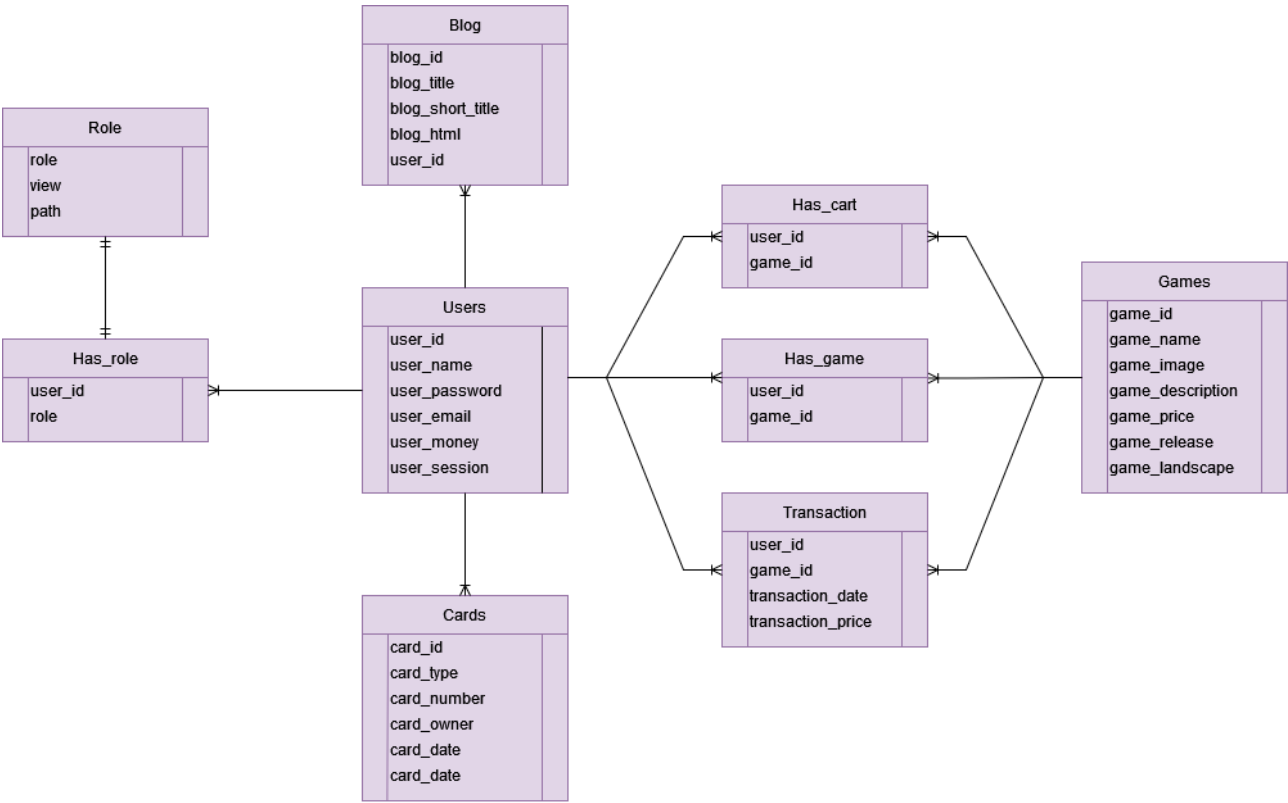 Blog
blog_id
blog_title
blog_short_title
blog_html
user_id
Role
role
view
path
Has_role
user_id
role
Users
user_id
user_name
user_password
user_email
user_money
user_session
Cards
card_id
card_type
card_number
card_owner
card_date
card_date
Has_cart
user_id
game_id
Has_game
user_id
game_id
Transaction
user_id
game_id
transaction_date
transaction_price
Games
game_id
game_name
game_image
game_description
game_price
game_release
game_landscape